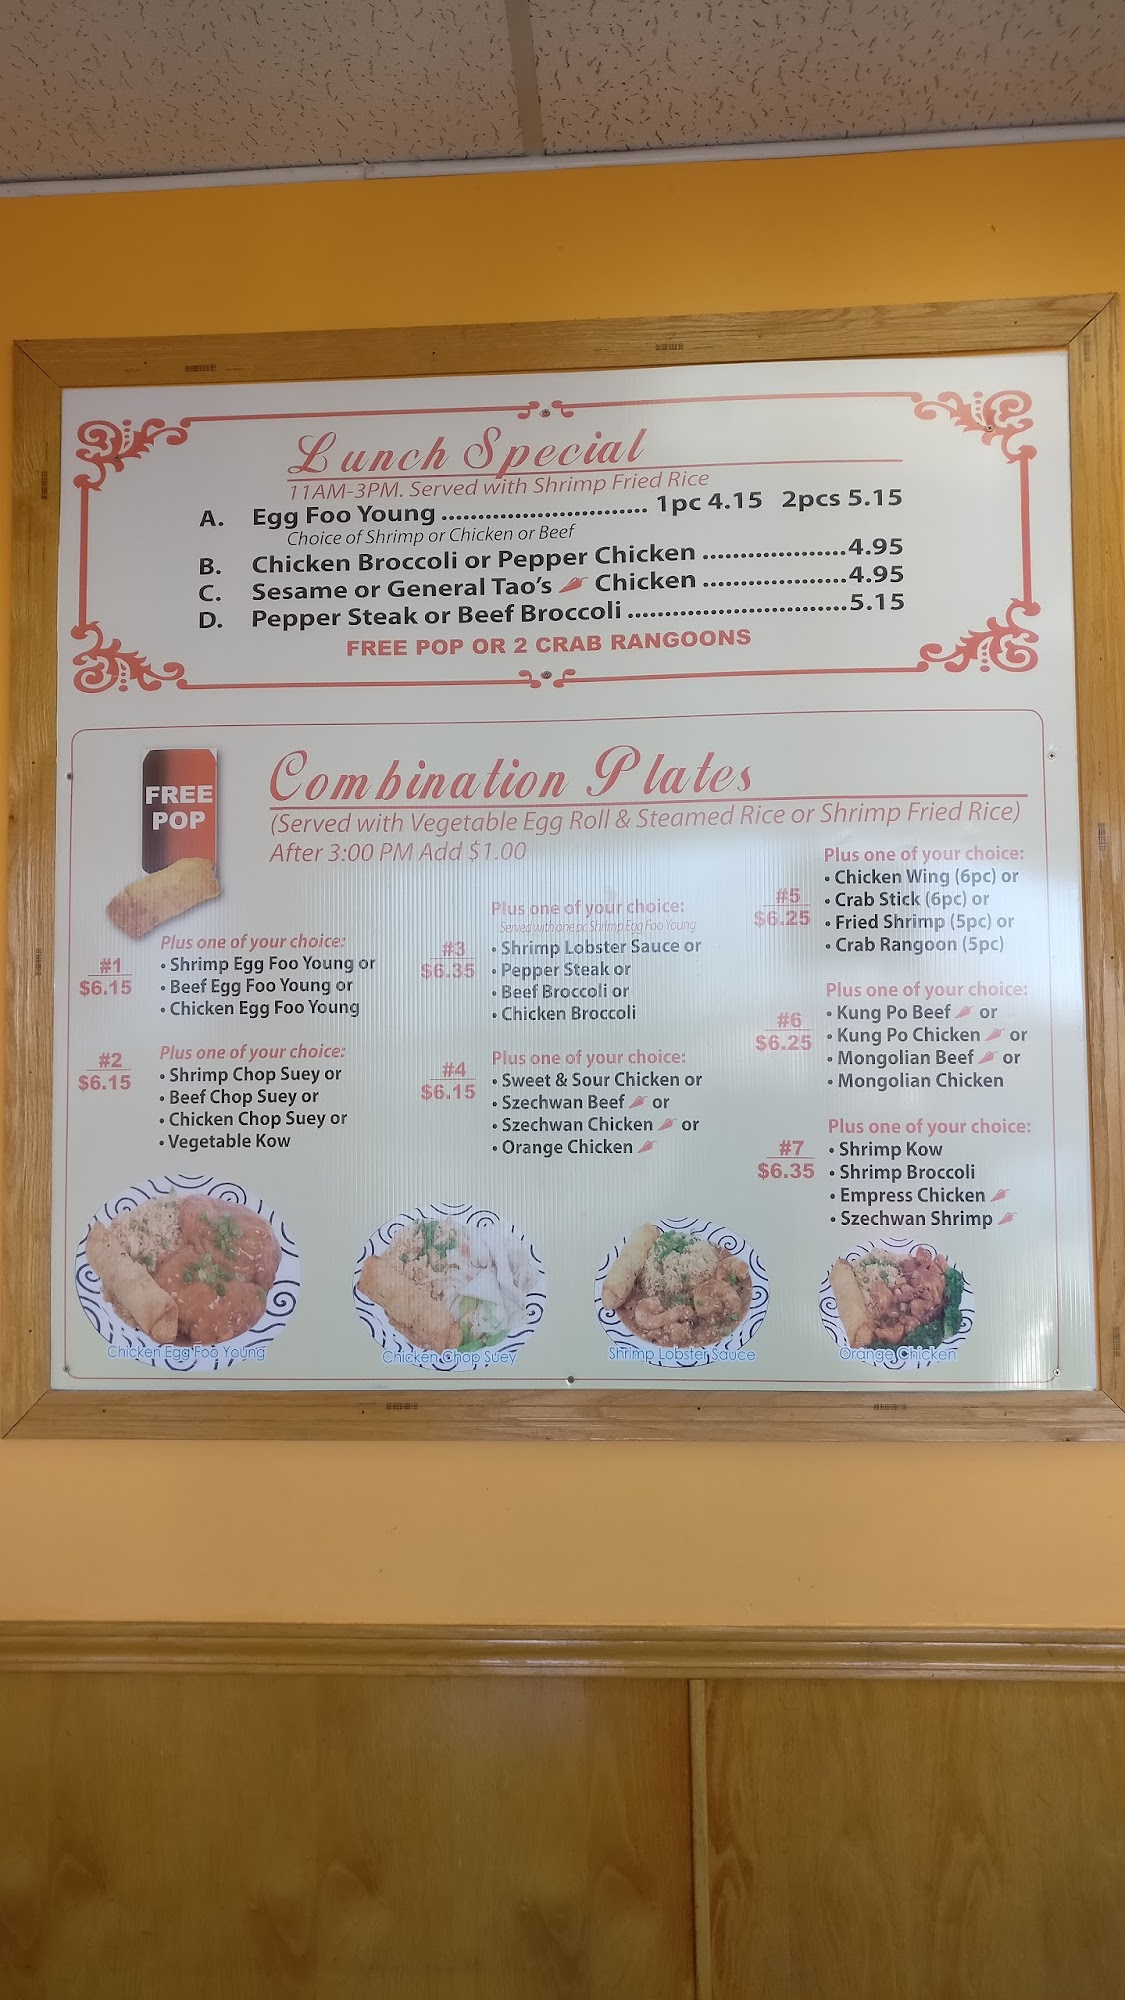 Lunch Special
11AM-3PM. Served with Shrimp Fried Rice
A. Egg Foo Young ............................. 1pc 4.15 2pcs 5.15
Choice of Shrimp or Chicken or Beef
B. Chicken Broccoli or Pepper Chicken ....................4.95
C. Sesame or General Tao's Chicken ....................4.95
D. Pepper Steak or Beef Broccoli ...............................5.15
FREE POP OR 2 CRAB RANGOONS
FREE
POP
Combination Plates
(Served with Vegetable Egg Roll & Steamed Rice or Shrimp Fried Rice)
After 3:00 PM Add $1.00
#1
$6.15
Plus one of your choice:
• Shrimp Egg Foo Young or
• Beef Egg Foo Young or
• Chicken Egg Foo Young
#2
$6.15
Plus one of your choice:
• Shrimp Chop Suey or
• Beef Chop Suey or
• Chicken Chop Suey or
• Vegetable Kow
#3
$6.35
Plus one of your choice:
Served with one pc Shrimp Egg Foo Young
• Shrimp Lobster Sauce or
• Pepper Steak or
• Beef Broccoli or
• Chicken Broccoli
#4
$6.15
Plus one of your choice:
• Sweet & Sour Chicken or
• Szechwan Beef or
• Szechwan Chicken or
• Orange Chicken
#5
$6.25
Plus one of your choice:
• Chicken Wing (6pc) or
• Crab Stick (6pc) or
• Fried Shrimp (5pc) or
• Crab Rangoon (5pc)
#6
$6.25
Plus one of your choice:
• Kung Po Beef or
• Kung Po Chicken or
• Mongolian Beef or
• Mongolian Chicken
#7
$6.35
Plus one of your choice:
• Shrimp Kow
• Shrimp Broccoli
• Empress Chicken
• Szechwan Shrimp
Chicken Egg Foo Young
Chicken Chop Suey
Shrimp Lobster Sauce
Orange Chicken